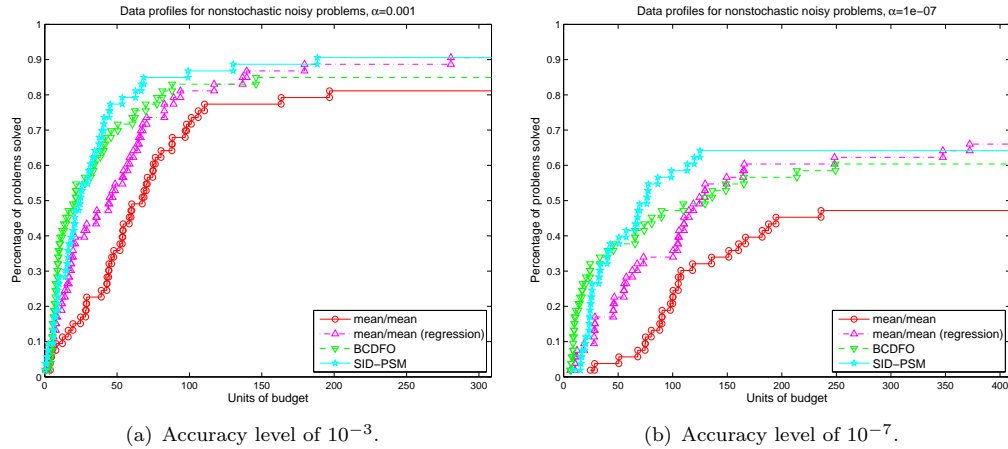 Data profiles for nonstochastic noisy problems, α=0.001
1
0.9
0.8
0.7
0.6
0.5
0.4
0.3
0.2
0.1
0
Percentage of problems solved
0 50 100 150 200 250 300
Units of budget
mean/mean
mean/mean (regression)
BCDFO
SID−PSM
(a) Accuracy level of 10⁻³.
Data profiles for nonstochastic noisy problems, α=1e−07
1
0.9
0.8
0.7
0.6
0.5
0.4
0.3
0.2
0.1
0
Percentage of problems solved
0 50 100 150 200 250 300 350 400
Units of budget
mean/mean
mean/mean (regression)
BCDFO
SID−PSM
(b) Accuracy level of 10⁻⁷.